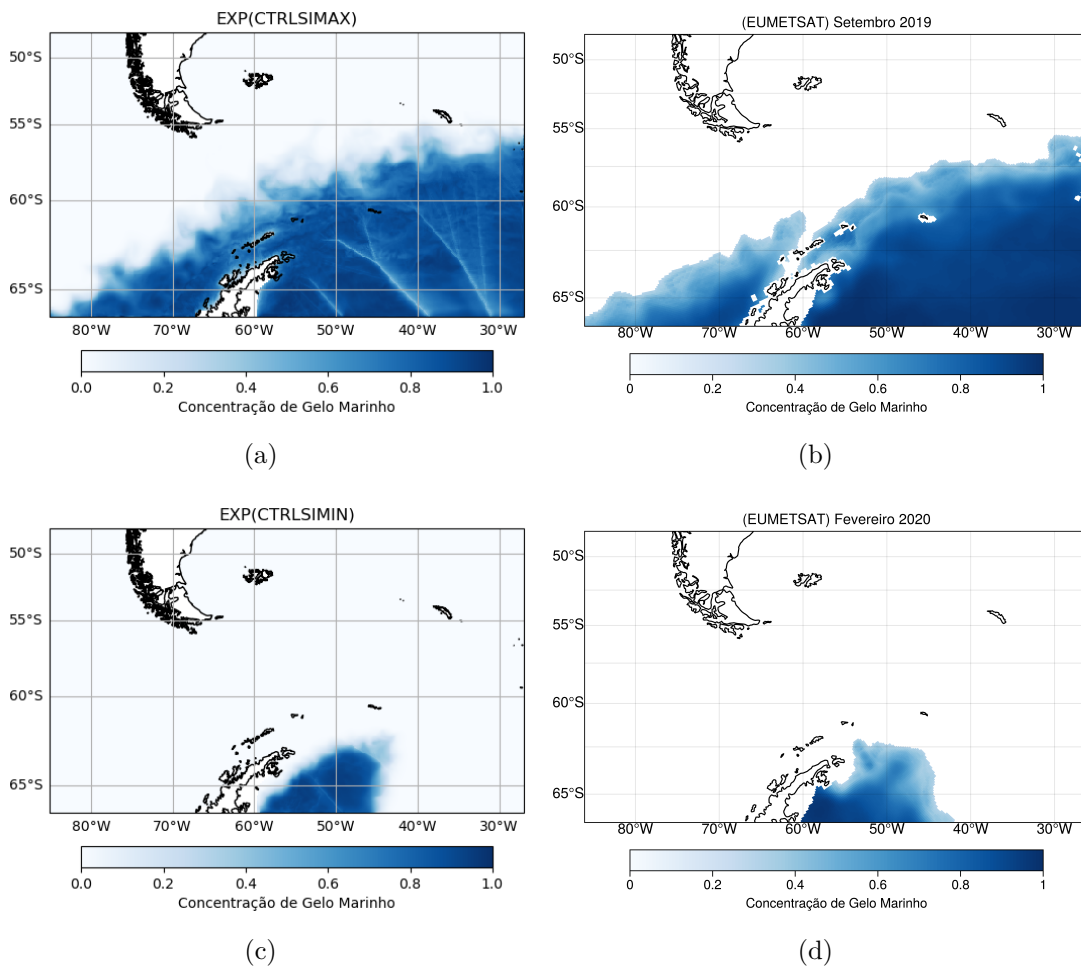 EXP(CTRLSIMAX)
50°S
55°S
60°S
65°S
80°W 70°W 60°W 50°W 40°W 30°W
0.0 0.2 0.4 0.6 0.8 1.0
Concentração de Gelo Marinho
(a)
(EUMETSAT) Setembro 2019
50°S
55°S
60°S
65°S
80°W 70°W 60°W 50°W 40°W 30°W
0 0.2 0.4 0.6 0.8 1
Concentração de Gelo Marinho
(b)
EXP(CTRLSIMIN)
50°S
55°S
60°S
65°S
80°W 70°W 60°W 50°W 40°W 30°W
0.0 0.2 0.4 0.6 0.8 1.0
Concentração de Gelo Marinho
(c)
(EUMETSAT) Fevereiro 2020
50°S
55°S
60°S
65°S
80°W 70°W 60°W 50°W 40°W 30°W
0 0.2 0.4 0.6 0.8 1
Concentração de Gelo Marinho
(d)